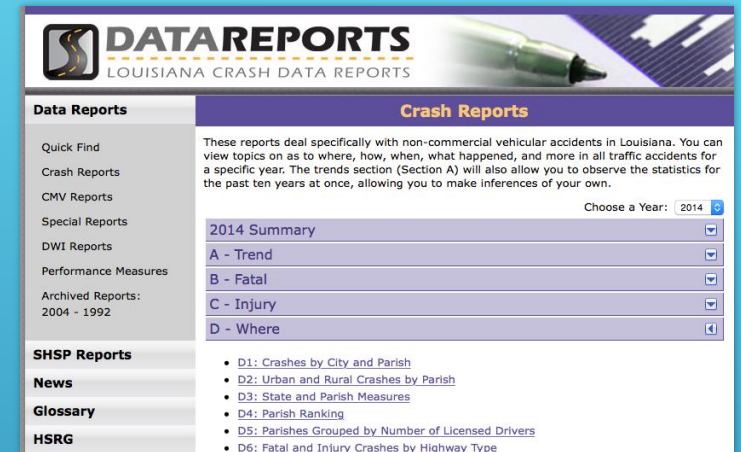 DATAREPORTS
LOUISIANA CRASH DATA REPORTS
Data Reports
Quick Find
Crash Reports
CMV Reports
Special Reports
DWI Reports
Performance Measures
Archived Reports:
2004 - 1992
SHSP Reports
News
Glossary
HSRG
Crash Reports
These reports deal specifically with non-commercial vehicular accidents in Louisiana. You can
view topics on as to where, how, when, what happened, and more in all traffic accidents for
a specific year. The trends section (Section A) will also allow you to observe the statistics for
the past ten years at once, allowing you to make inferences of your own.
Choose a Year: 2014
2014 Summary
A - Trend
B - Fatal
C - Injury
D - Where
• D1: Crashes by City and Parish
• D2: Urban and Rural Crashes by Parish
• D3: State and Parish Measures
• D4: Parish Ranking
• D5: Parishes Grouped by Number of Licensed Drivers
• D6: Fatal and Injury Crashes by Highway Type